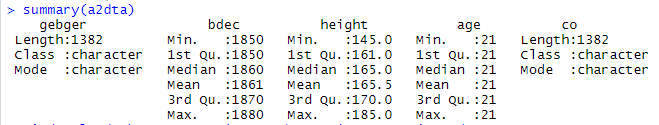 > summary(a2dta)
gebger bdec height age co
Length:1382 Min. :1850 Min. :145.0 Min. :21 Length:1382
Class :character 1st Qu.:1850 1st Qu.:161.0 1st Qu.:21 Class :character
Mode :character Median :1860 Median :165.0 Median :21 Mode :character
Mean :1861 Mean :165.5 Mean :21
3rd Qu.:1870 3rd Qu.:170.0 3rd Qu.:21
Max. :1880 Max. :185.0 Max. :21